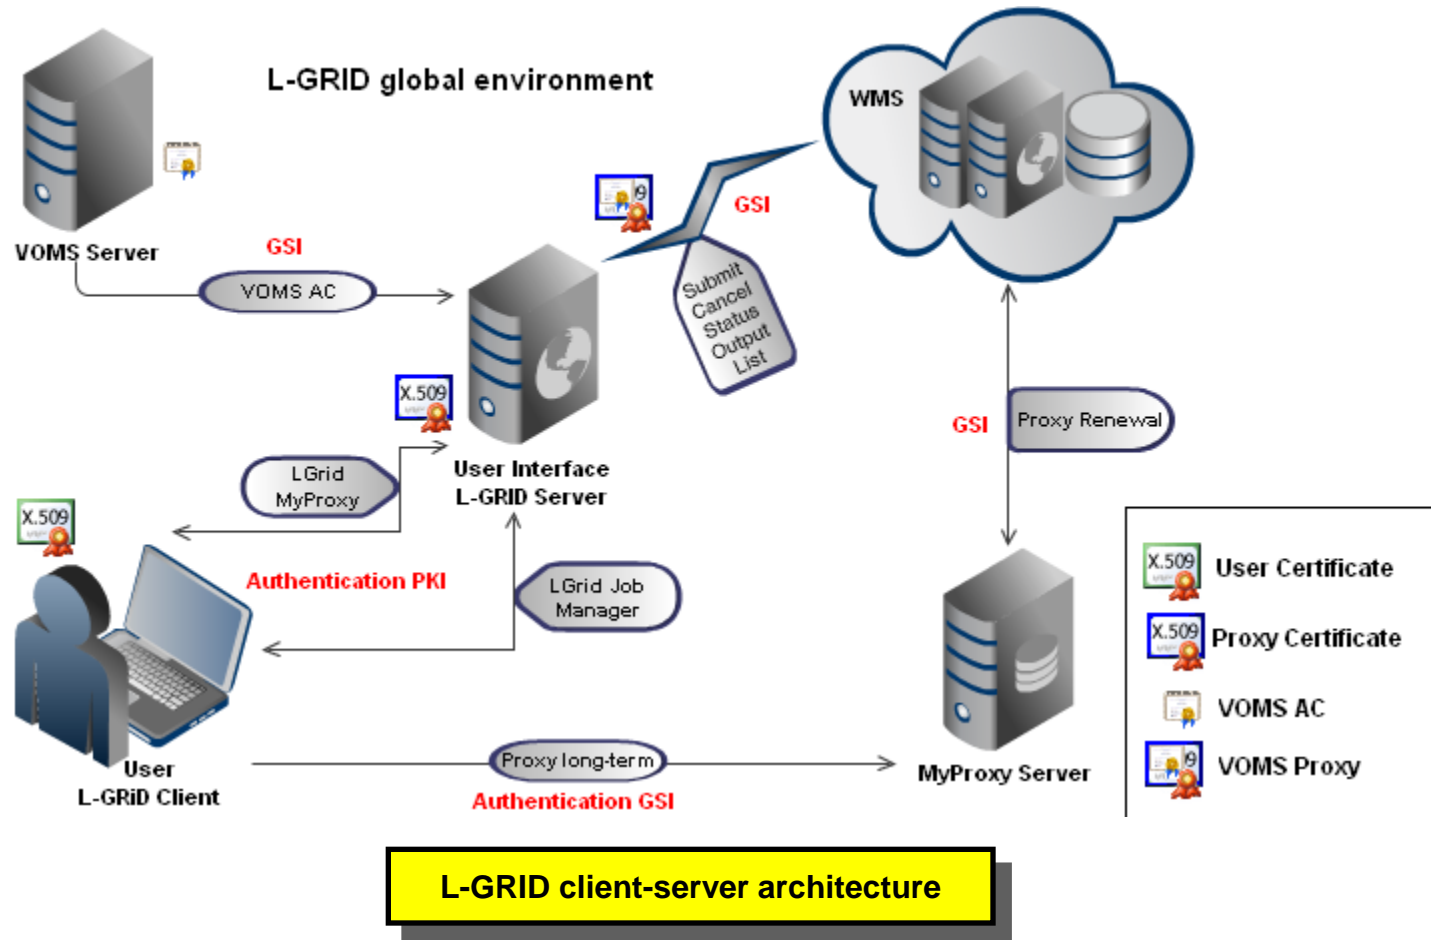 L-GRID global environment
WMS
VOMS Server
GSI
VOMS AC
GSI
Submit
Cancel
Status
Output
List
X.509
LGrid
MyProxy
User Interface
L-GRID Server
GSI
Proxy Renewal
X.509
Authentication PKI
LGrid Job
Manager
User
L-GRiD Client
Proxy long-term
Authentication GSI
MyProxy Server
X.509
User Certificate
X.509
Proxy Certificate
VOMS AC
VOMS Proxy
L-GRID client-server architecture